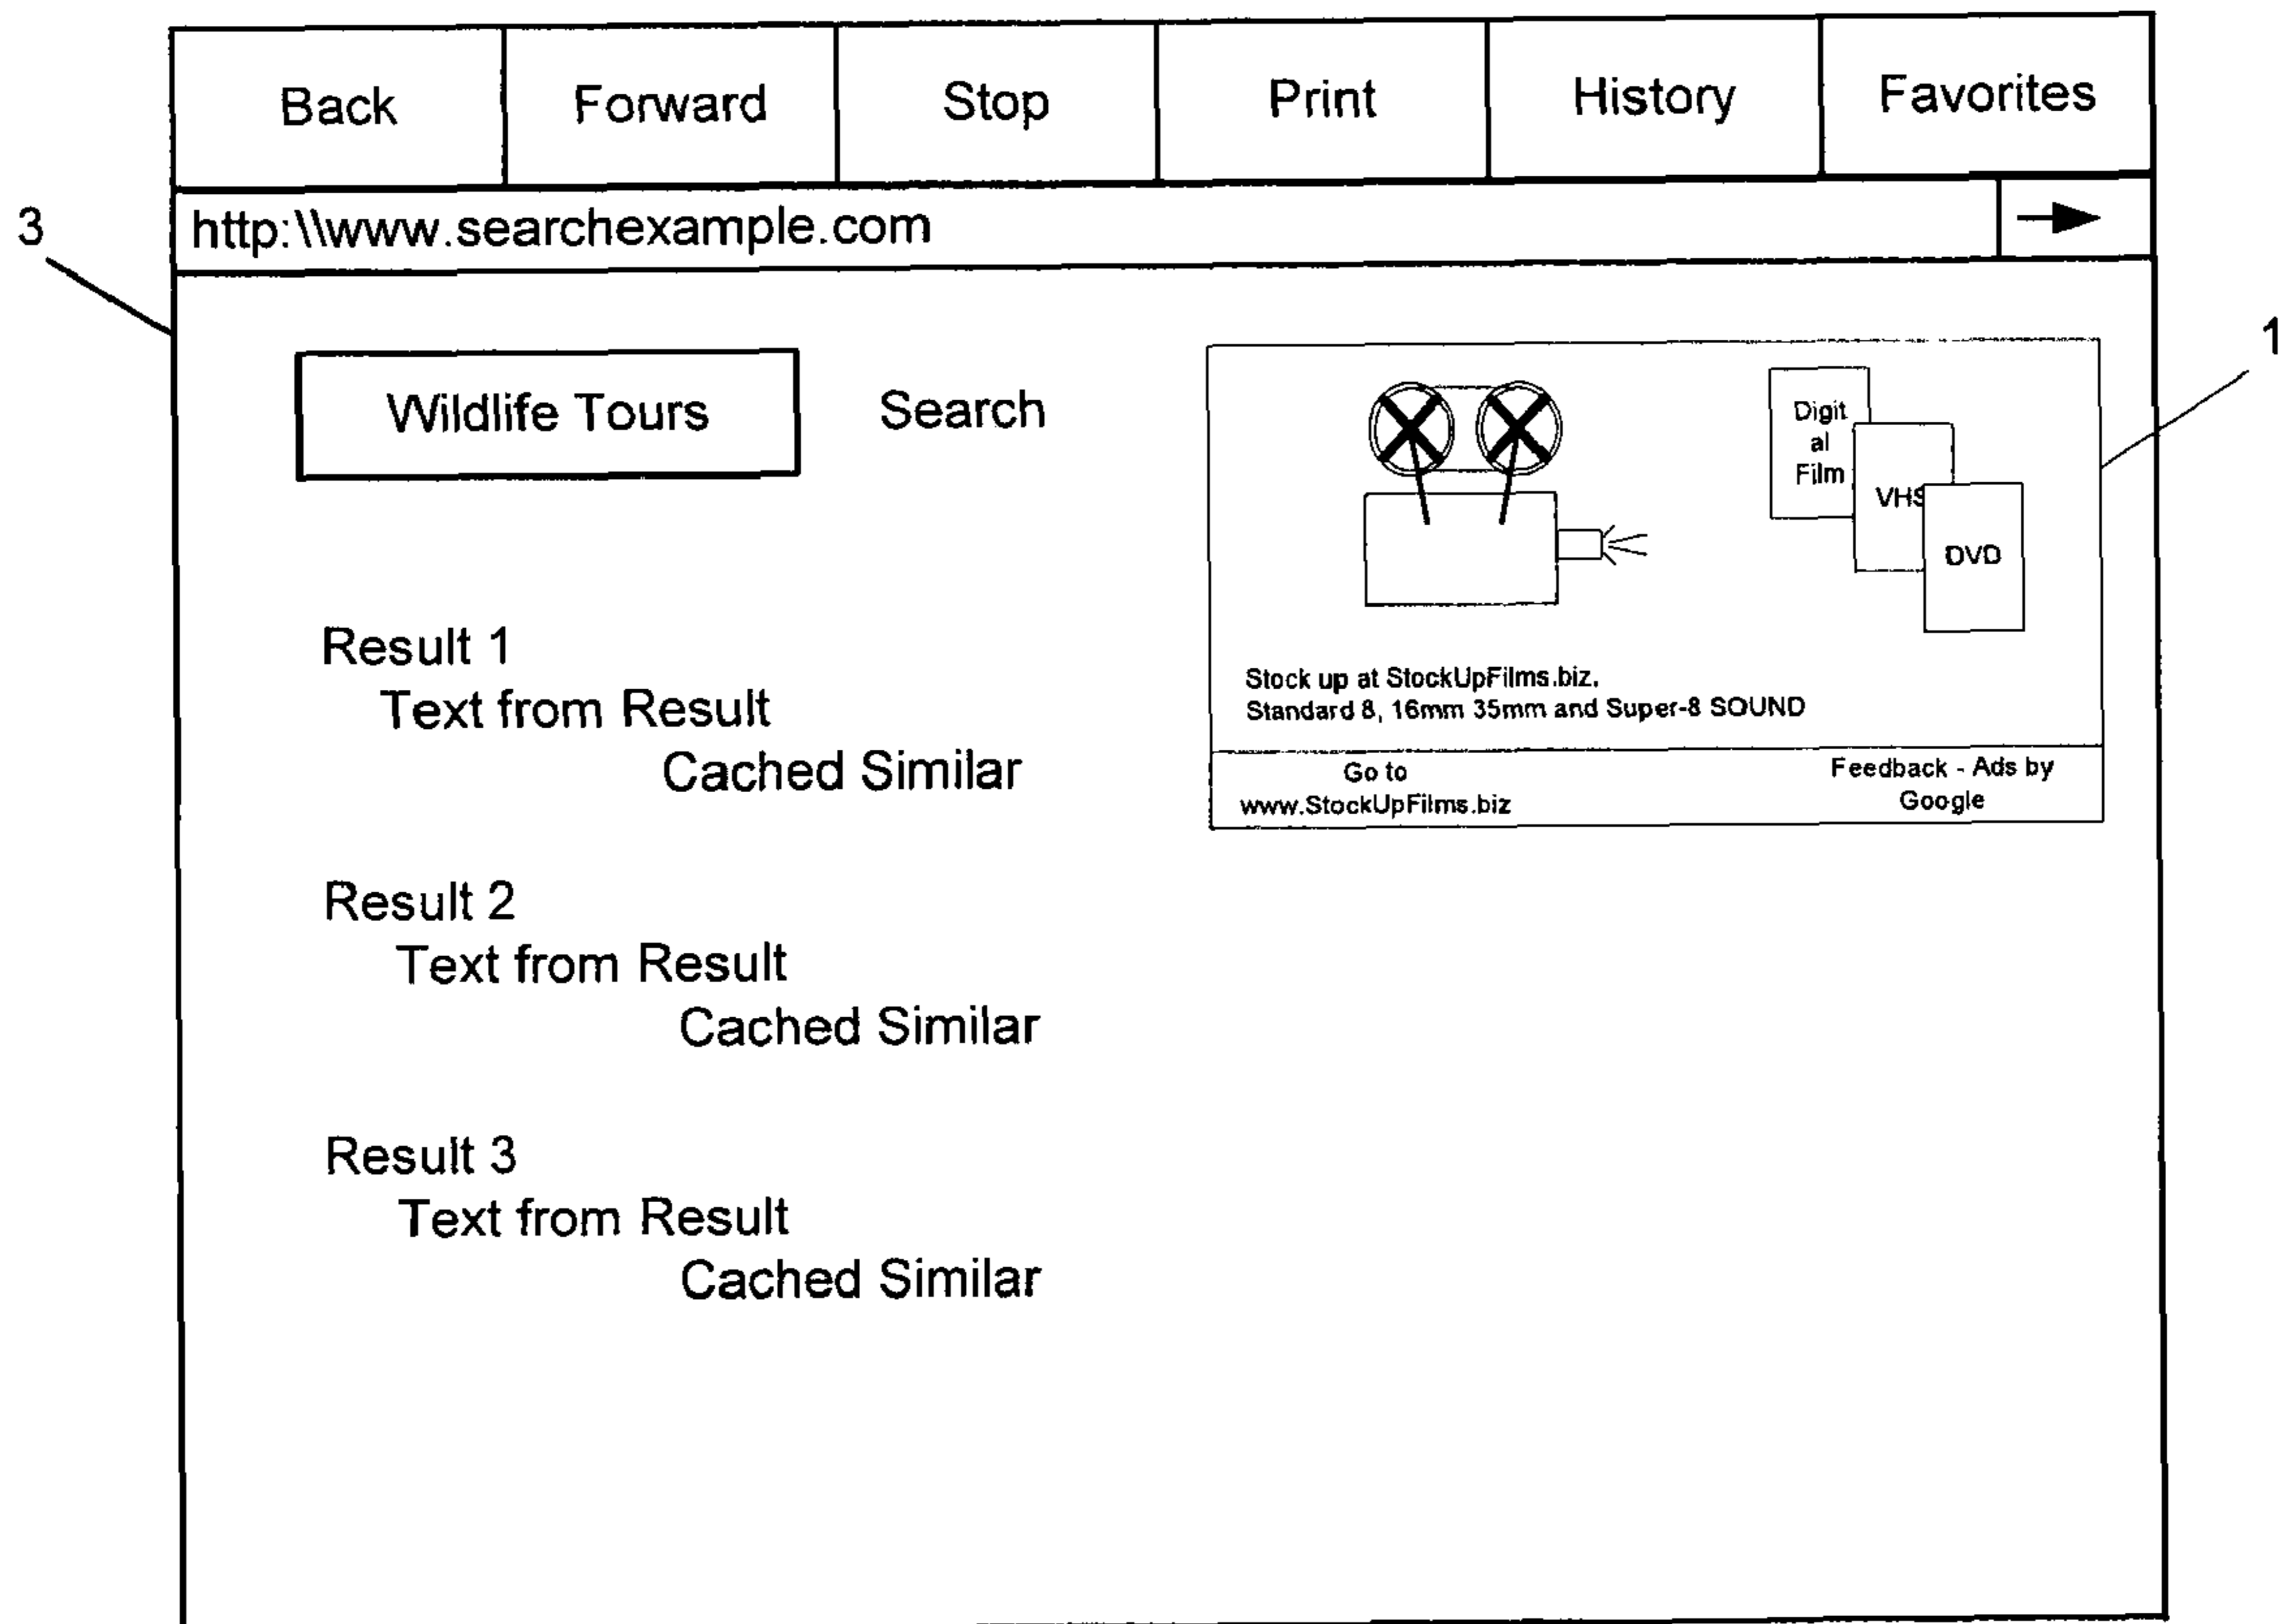 Back Forward Stop Print History Favorites
3
http:\\www.searchexample.com
1
Wildlife Tours Search
Digit
al
Film
VHS
DVD
Stock up at StockUpFilms.biz.
Standard 8, 16mm 35mm and Super-8 SOUND
Go to
www.StockUpFilms.biz
Feedback - Ads by
Google
Result 1
Text from Result
Cached Similar
Result 2
Text from Result
Cached Similar
Result 3
Text from Result
Cached Similar